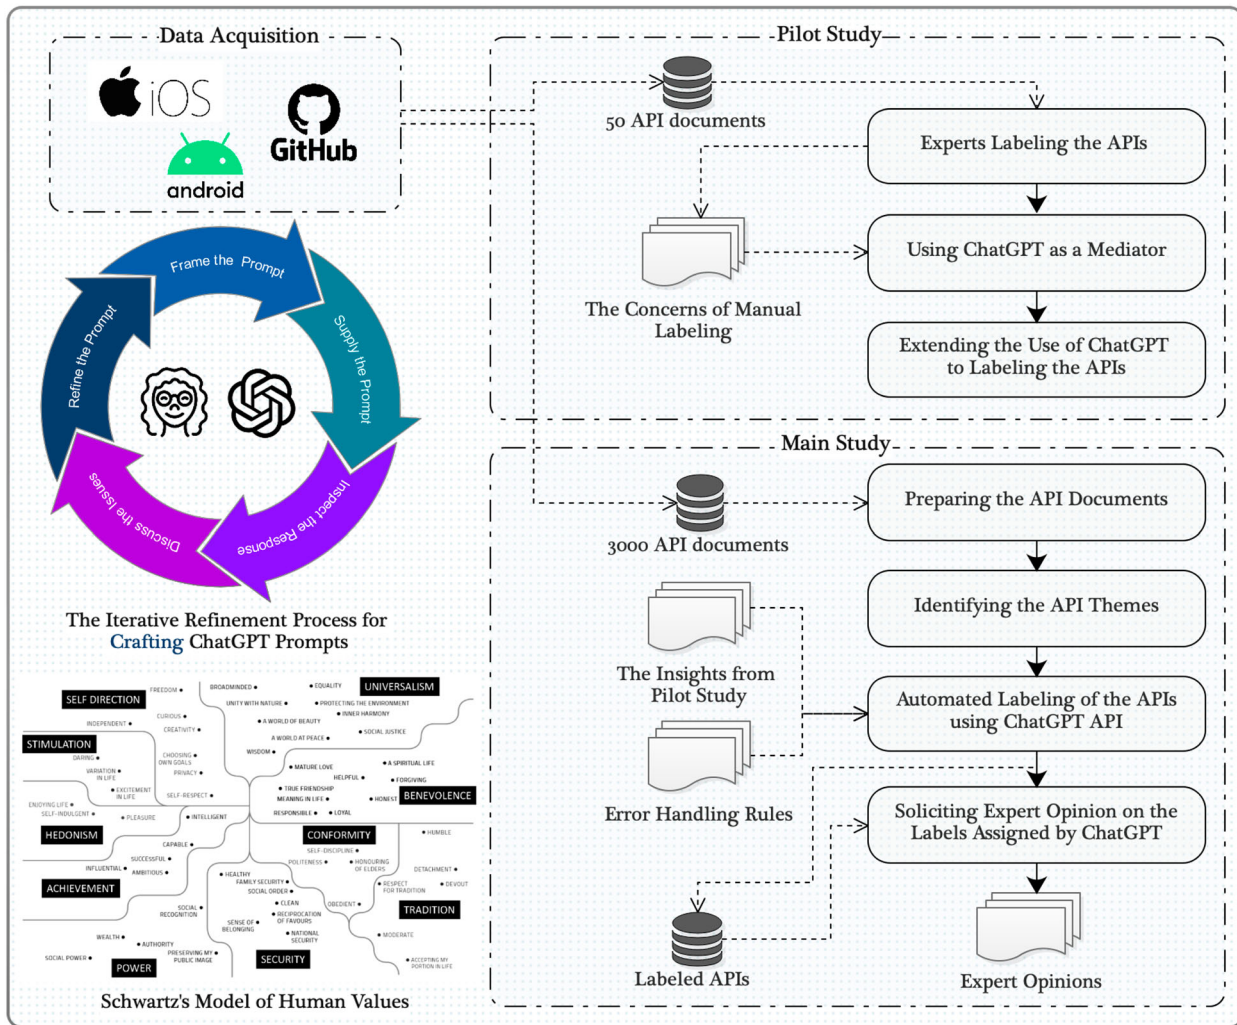 Data Acquisition
iOS
android
GitHub
Frame the Prompt
Supply the Prompt
Inspect the Response
Discuss the Issues
Refine the Prompt
The Iterative Refinement Process for
Crafting ChatGPT Prompts
SELF DIRECTION
FREEDOM
BROADMINDED
EQUALITY
UNIVERSALISM
UNITY WITH NATURE
PROTECTING THE ENVIRONMENT
INNER HARMONY
A WORLD OF BEAUTY
SOCIAL JUSTICE
A WORLD AT PEACE
WISDOM
INDEPENDENT
CURIOUS
CREATIVITY
CHOOSING
OWN GOALS
PRIVACY
SELF-RESPECT
STIMULATION
DARING
VARIATION
IN LIFE
EXCITEMENT
IN LIFE
MATURE LOVE
A SPIRITUAL LIFE
HELPFUL
FORGIVING
TRUE FRIENDSHIP
MEANING IN LIFE
HONEST
BENEVOLENCE
RESPONSIBLE
LOYAL
ENJOYING LIFE
SELF-INDULGENT
PLEASURE
HEDONISM
INTELLIGENT
CAPABLE
SUCCESSFUL
INFLUENTIAL
AMBITIOUS
ACHIEVEMENT
SOCIAL
RECOGNITION
CONFORMITY
SELF-DISCIPLINE
POLITENESS
HONOURING
OF ELDERS
OBEDIENT
HUMBLE
DETACHMENT
RESPECT
FOR TRADITION
DEVOUT
TRADITION
MODERATE
ACCEPTING MY
PORTION IN LIFE
HEALTHY
FAMILY SECURITY
SOCIAL ORDER
CLEAN
RECIPROCATION
OF FAVOURS
SENSE OF
BELONGING
NATIONAL
SECURITY
SECURITY
WEALTH
AUTHORITY
SOCIAL POWER
PRESERVING MY
PUBLIC IMAGE
POWER
Schwartz's Model of Human Values
Pilot Study
50 API documents
Experts Labeling the APIs
The Concerns of Manual
Labeling
Using ChatGPT as a Mediator
Extending the Use of ChatGPT
to Labeling the APIs
Main Study
3000 API documents
Preparing the API Documents
Identifying the API Themes
The Insights from
Pilot Study
Automated Labeling of the APIs
using ChatGPT API
Error Handling Rules
Soliciting Expert Opinion on the
Labels Assigned by ChatGPT
Labeled APIs
Expert Opinions